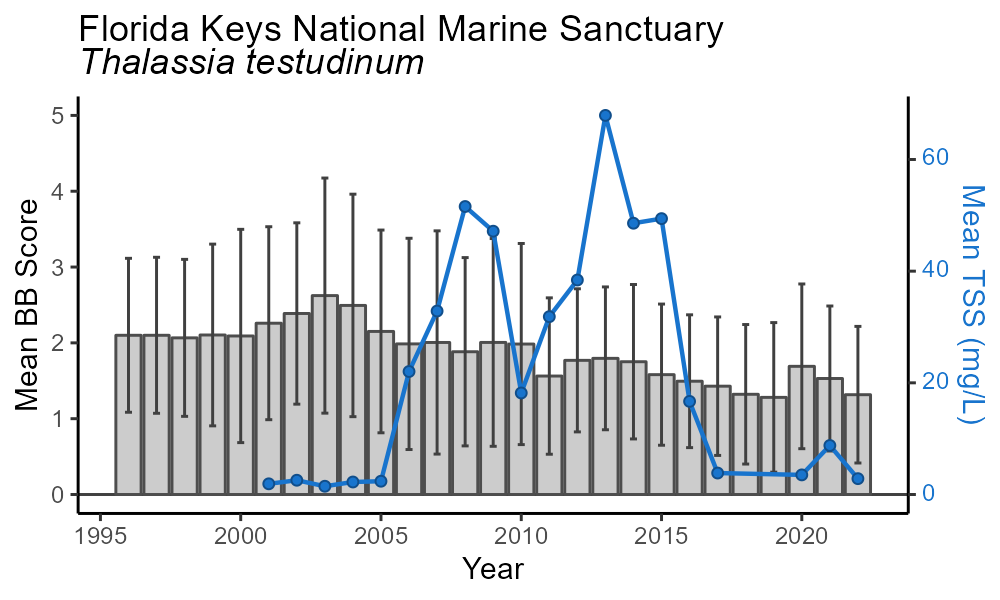 Florida Keys National Marine Sanctuary
Thalassia testudinum
5
4
3
2
1
0
Mean BB Score
60
40
20
0
Mean TSS (mg/L)
1995 2000 2005 2010 2015 2020
Year